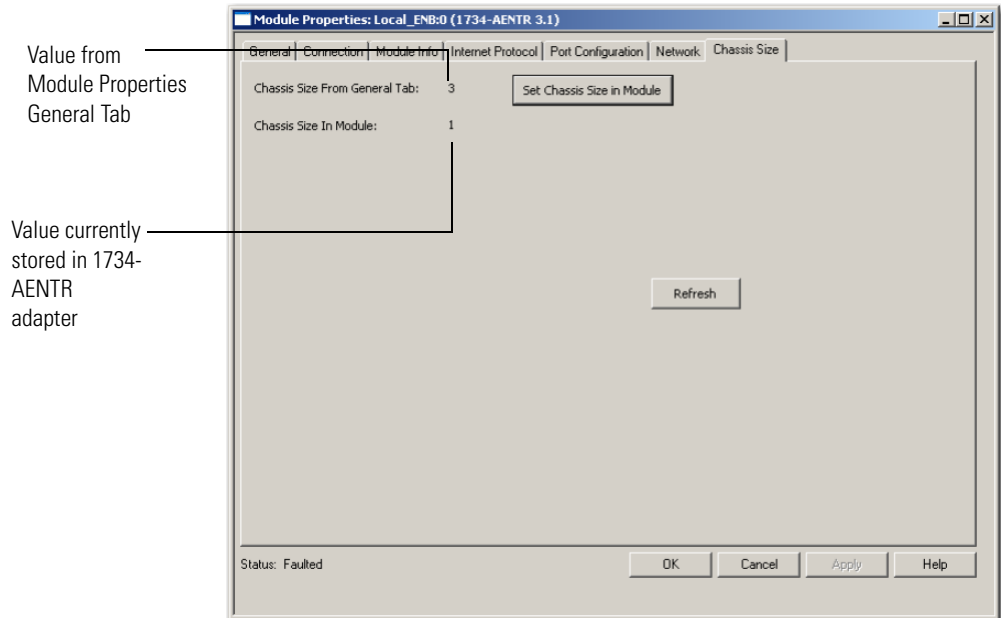 Module Properties: Local_ENB:0 (1734-AENTR 3.1)
General Connection Module Info Internet Protocol Port Configuration Network Chassis Size
Value from
Module Properties
General Tab
Chassis Size From General Tab: 3
Set Chassis Size in Module
Chassis Size In Module: 1
Value currently
stored in 1734-
AENTR
adapter
Refresh
Status: Faulted
OK
Cancel
Apply
Help